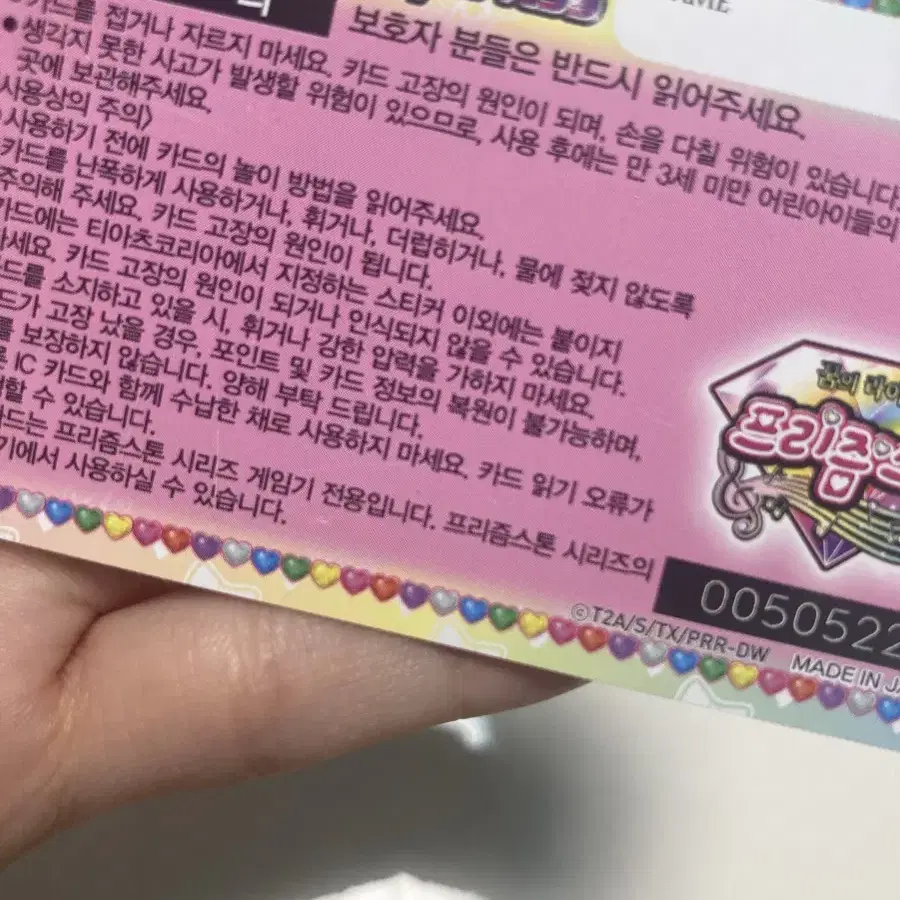 의
보호자 분들은 반드시 읽어주세요.
카드를 접거나 자르지 마세요. 카드 고장의 원인이 되며, 손을 다칠 위험이 있습니다.
• 생각지 못한 사고가 발생할 위험이 있으므로, 사용 후에는 만 3세 미만 어린아이들의
곳에 보관해주세요.
사용상의 주의〉
사용하기 전에 카드의 놀이 방법을 읽어주세요.
카드를 난폭하게 사용하거나, 휘거나, 더럽히거나, 물에 젖지 않도록
주의해 주세요. 카드 고장의 원인이 됩니다.
카드에는 티아츠코리아에서 지정하는 스티커 이외에는 붙이지
마세요. 카드 고장의 원인이 되거나 인식되지 않을 수 있습니다.
드를 소지하고 있을 시, 휘거나 강한 압력을 가하지 마세요.
드가 고장 났을 경우, 포인트 및 카드 정보의 복원이 불가능하며,
를 보장하지 않습니다. 양해 부탁 드립니다.
IC 카드와 함께 수납한 채로 사용하지 마세요. 카드 읽기 오류가
할 수 있습니다.
카드는 프리즘스톤 시리즈 게임기 전용입니다. 프리즘스톤 시리즈의
기에서 사용하실 수 있습니다.
꿈의
프리즘
0050522
©T2A/S/TX/PRR-DW
MADE IN JA